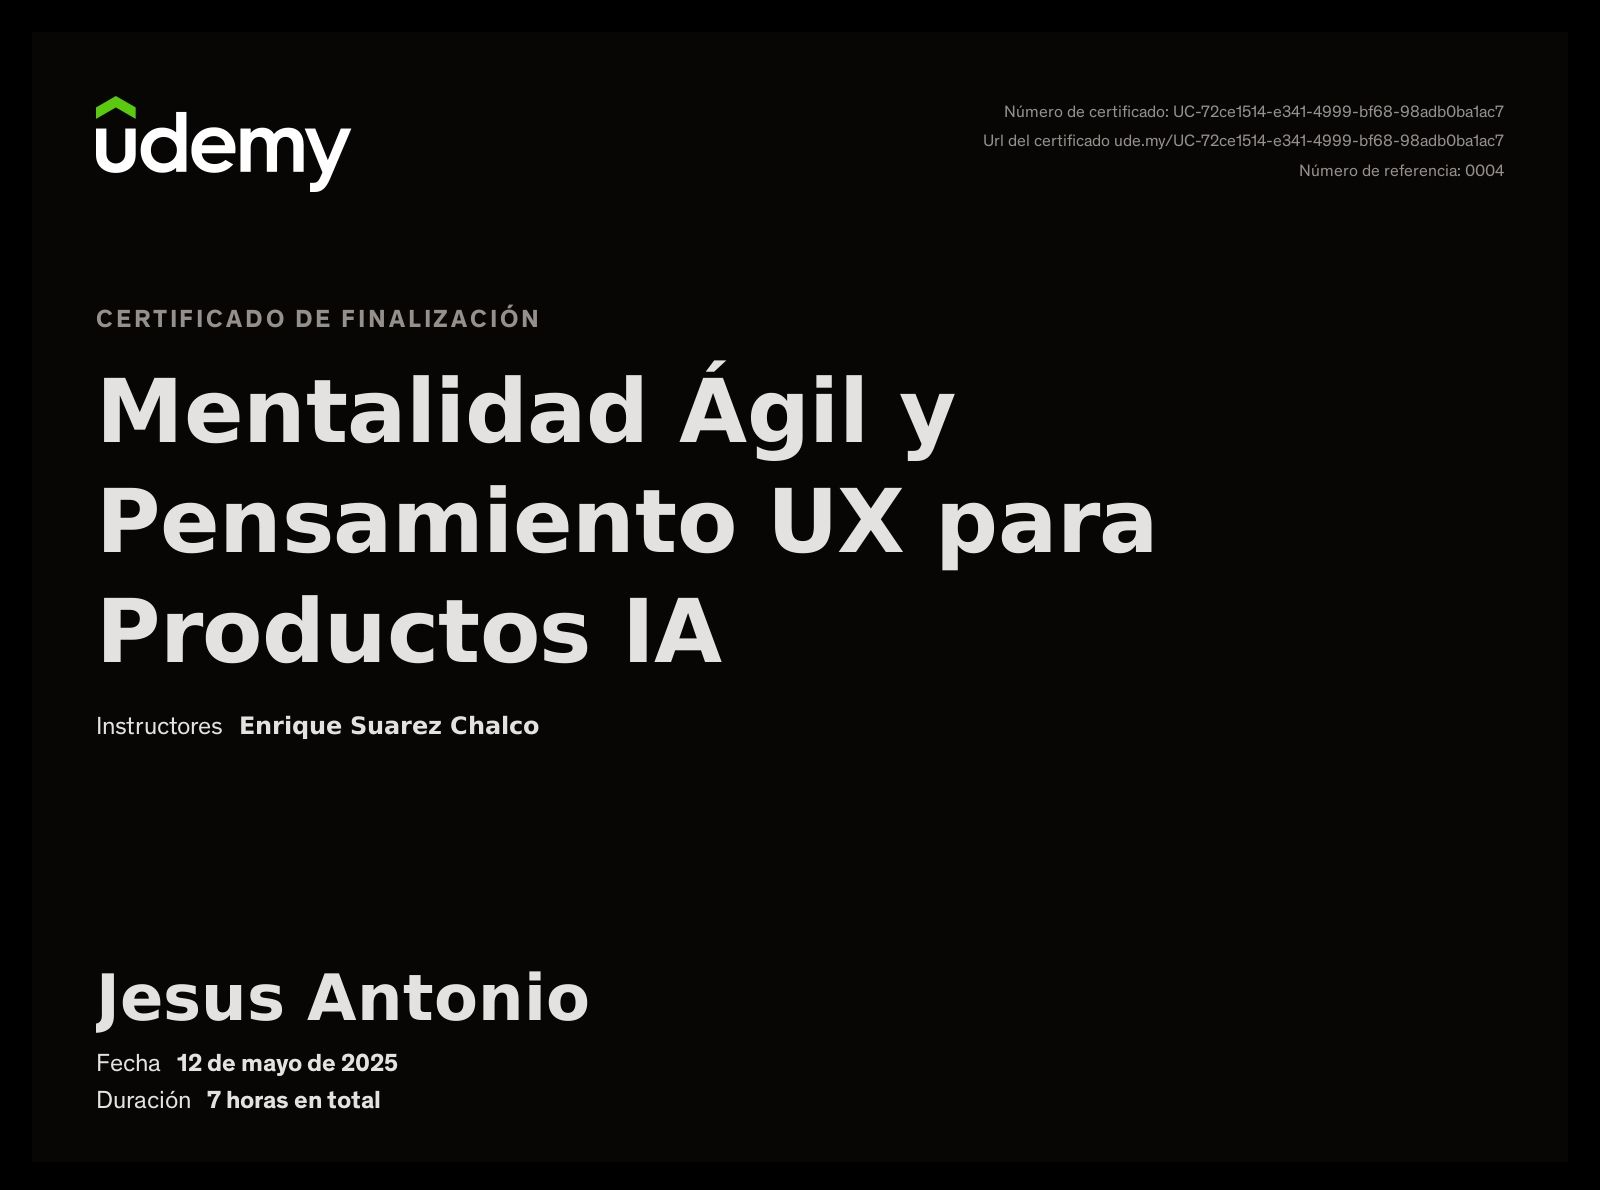 udemy
Número de certificado: UC-72ce1514-e341-4999-bf68-98adb0ba1ac7
Url del certificado ude.my/UC-72ce1514-e341-4999-bf68-98adb0ba1ac7
Número de referencia: 0004
CERTIFICADO DE FINALIZACIÓN
Mentalidad Ágil y
Pensamiento UX para
Productos IA
Instructores Enrique Suarez Chalco
Jesus Antonio
Fecha 12 de mayo de 2025
Duración 7 horas en total